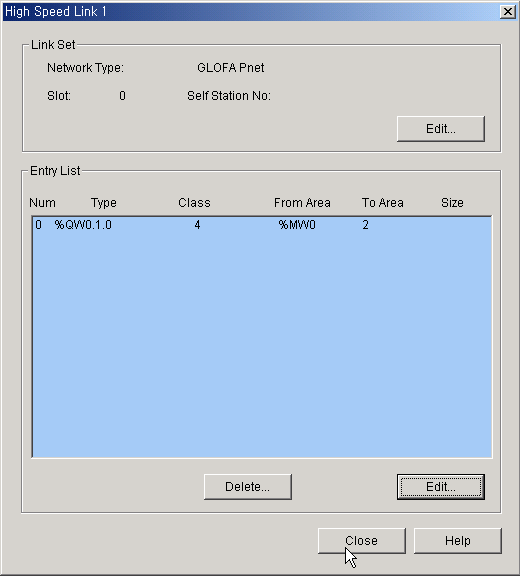 High Speed Link 1
Link Set
Network Type: GLOFA Pnet
Slot: 0 Self Station No:
Edit...
Entry List
Num Type Class From Area To Area Size
0 %QW0.1.0 4 %MW0 2
Delete... Edit...
Close Help